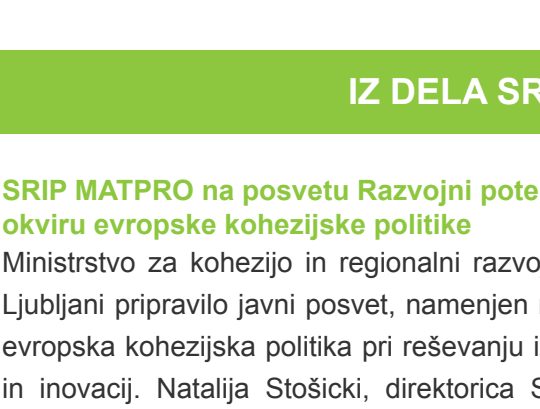 IZ DELA SR
SRIP MATPRO na posvetu Razvojni pote
okviru evropske kohezijske politike
Ministrstvo za kohezijo in regionalni razvo
Ljubljani pripravilo javni posvet, namenjen
evropska kohezijska politika pri reševanju i
in inovacij. Natalija Stošicki, direktorica S